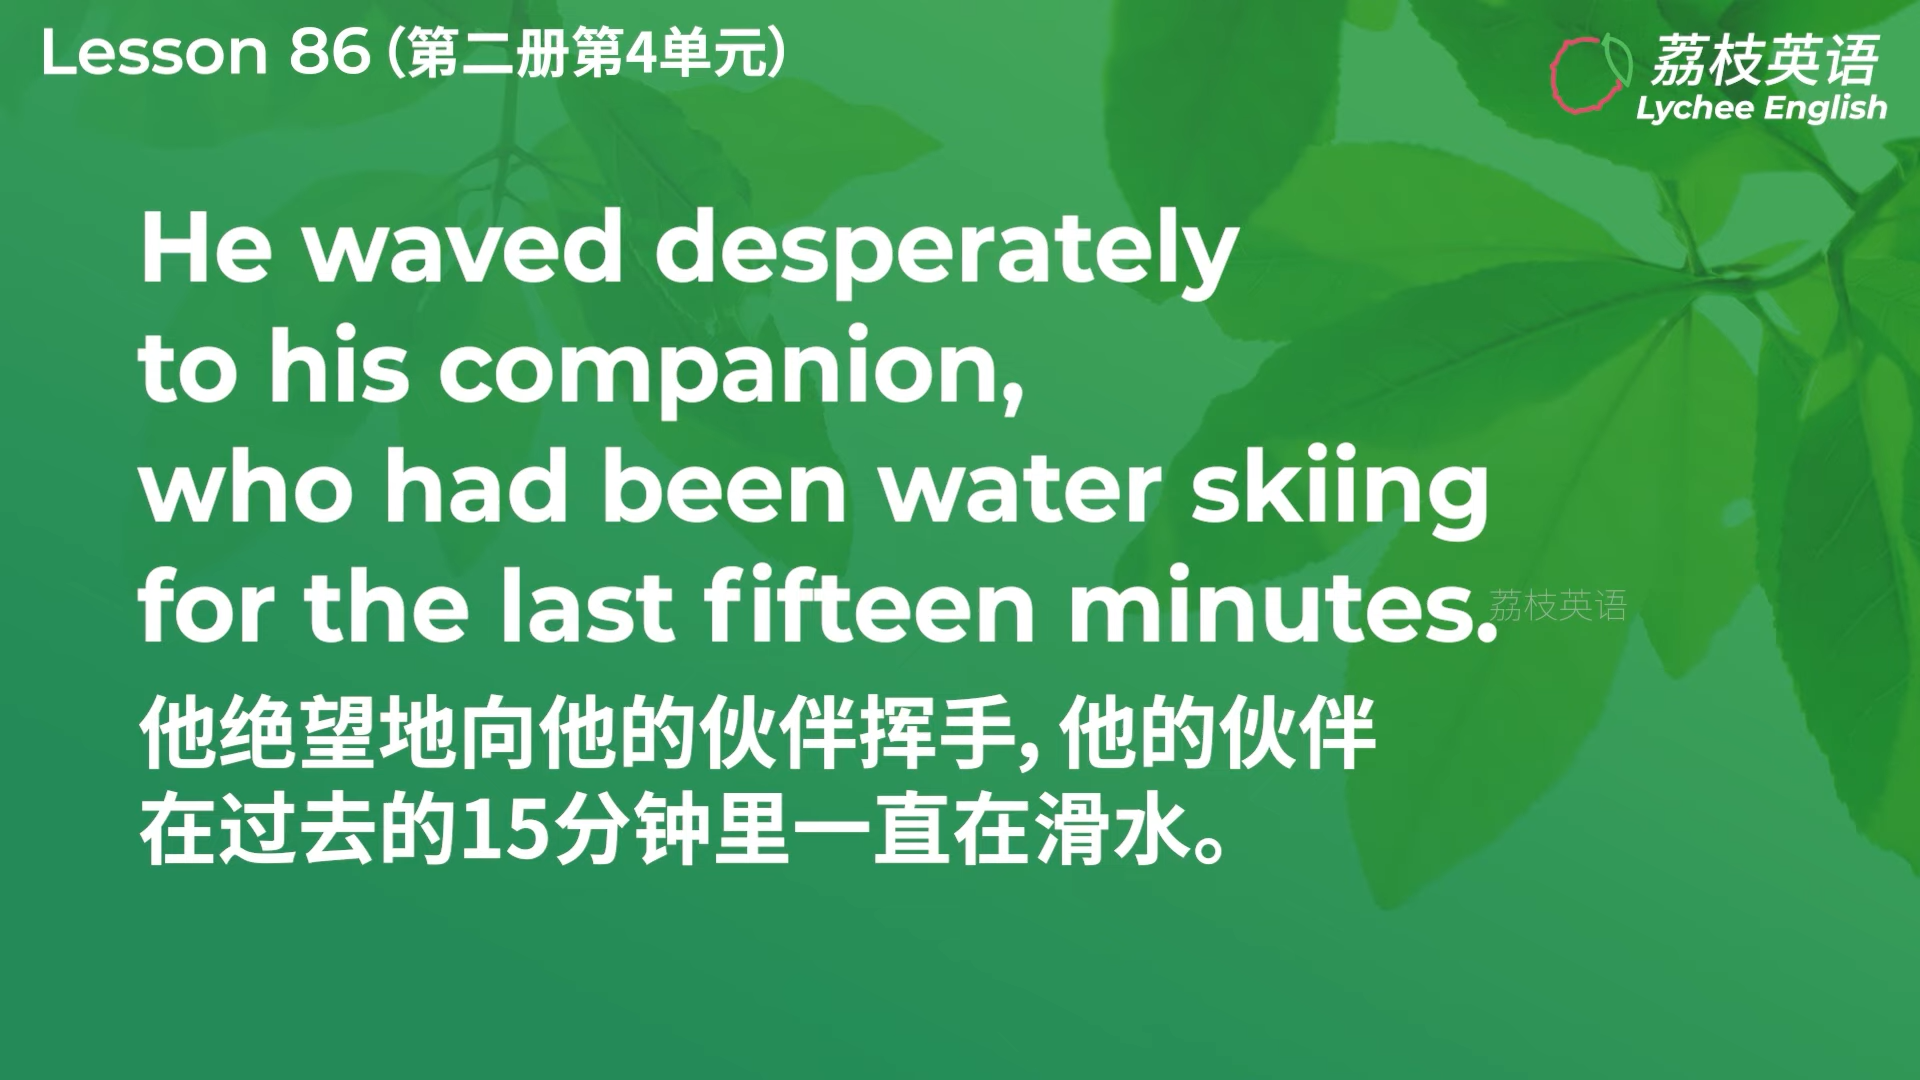 Lesson 86（第二册第4单元）
荔枝英语
Lychee English
He waved desperately
to his companion,
who had been water skiing
for the last fifteen minutes.
荔枝英语
他绝望地向他的伙伴挥手，他的伙伴
在过去的15分钟里一直在滑水。